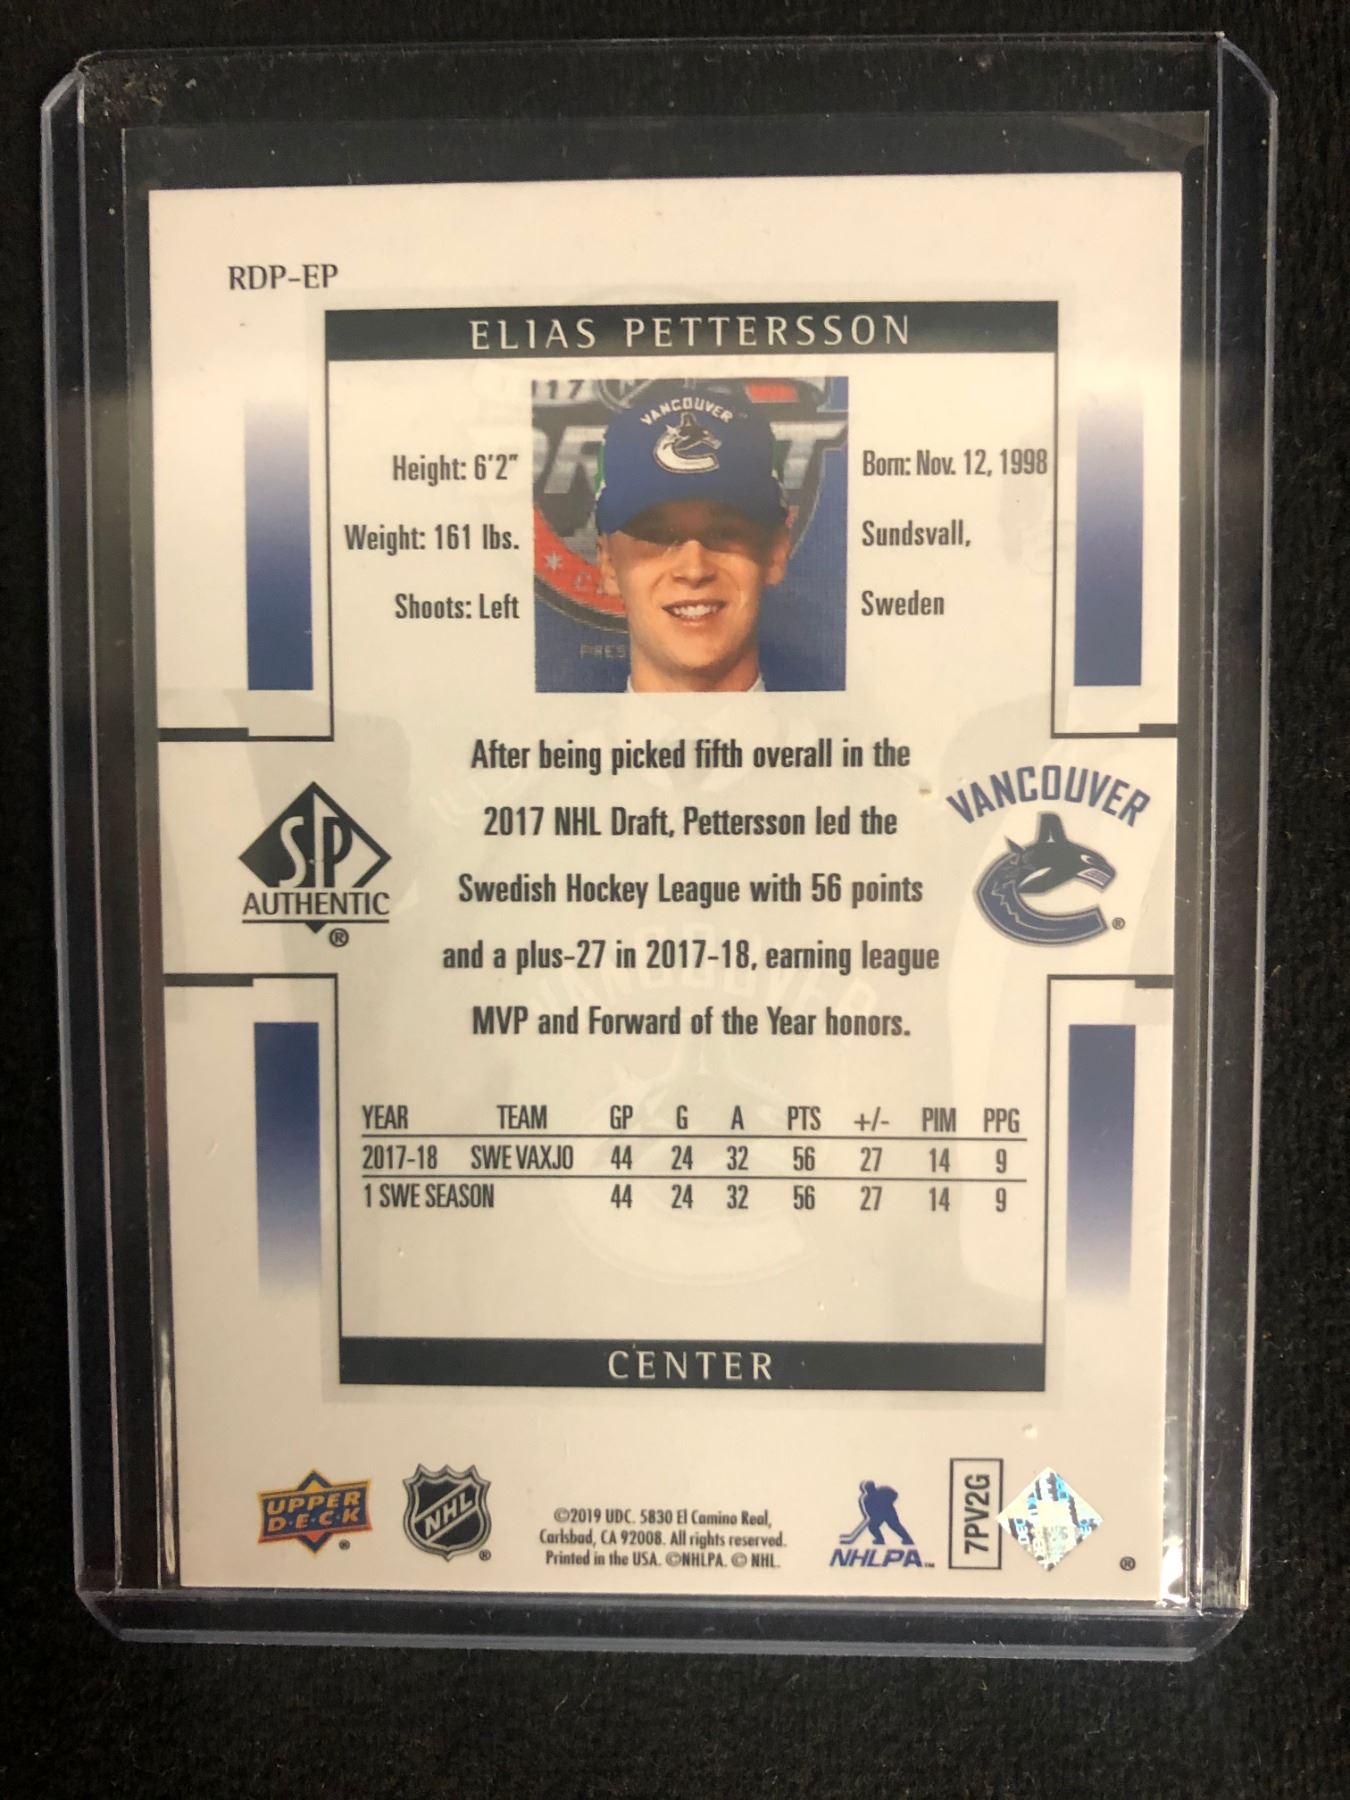 RDP-EP
ELIAS PETTERSSON
Height: 6'2"
Weight: 161 lbs.
Shoots: Left
17
VANCOUVER
PRES
Born: Nov. 12, 1998
Sundsvall,
Sweden
After being picked fifth overall in the
2017 NHL Draft, Pettersson led the
Swedish Hockey League with 56 points
and a plus-27 in 2017-18, earning league
MVP and Forward of the Year honors.
SP
AUTHENTIC
®
VANCOUVER
®
YEAR TEAM GP G A PTS +/- PIM PPG
2017-18 SWE VAXJO 44 24 32 56 27 14 9
1 SWE SEASON 44 24 32 56 27 14 9
CENTER
UPPER
D•E•C•K
®
NHL
®
©2019 UDC. 5830 El Camino Real,
Carlsbad, CA 92008. All rights reserved.
Printed in the USA. ©NHLPA. © NHL.
NHLPA™
7PV2G
®